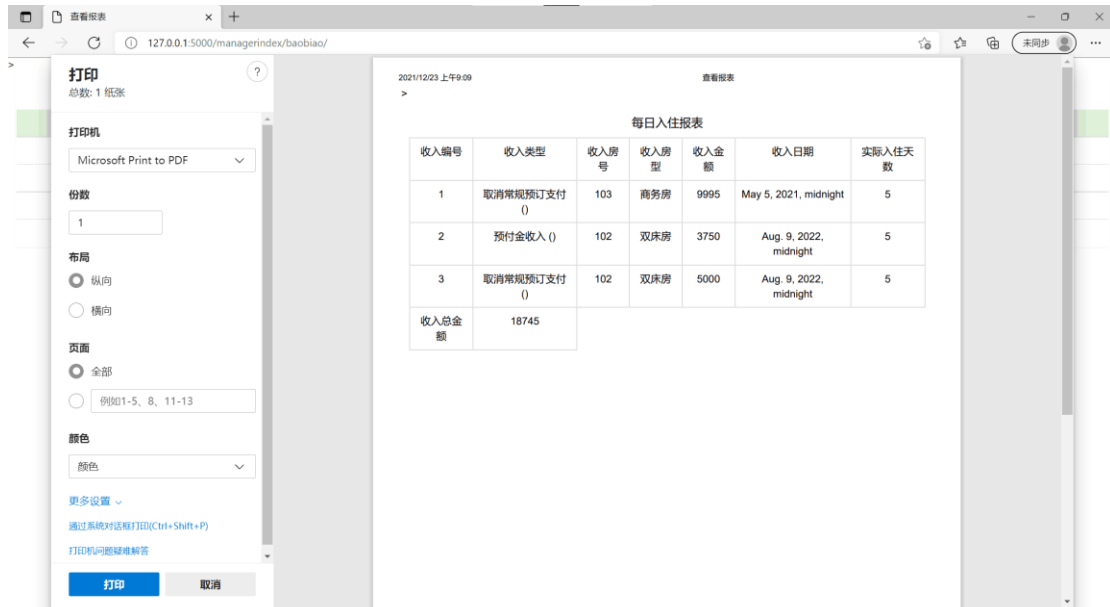 查看报表
127.0.0.1:5000/managerindex/baobiao/
未同步
>
打印
?
总数: 1 纸张
打印机
Microsoft Print to PDF
份数
1
布局
纵向
横向
页面
全部
例如1-5、8、11-13
颜色
颜色
更多设置
通过系统对话框打印(Ctrl+Shift+P)
打印机问题疑难解答
打印 取消
2021/12/23 上午9:09 查看报表
>
每日入住报表
收入编号 收入类型 收入房 收入房 收入金 收入日期 实际入住天
号 型 额 数
1 取消常规预订支付 103 商务房 9995 May 5, 2021, midnight 5
()
2 预付金收入 () 102 双床房 3750 Aug. 9, 2022, 5
midnight
3 取消常规预订支付 102 双床房 5000 Aug. 9, 2022, 5
() midnight
收入总金 18745
额